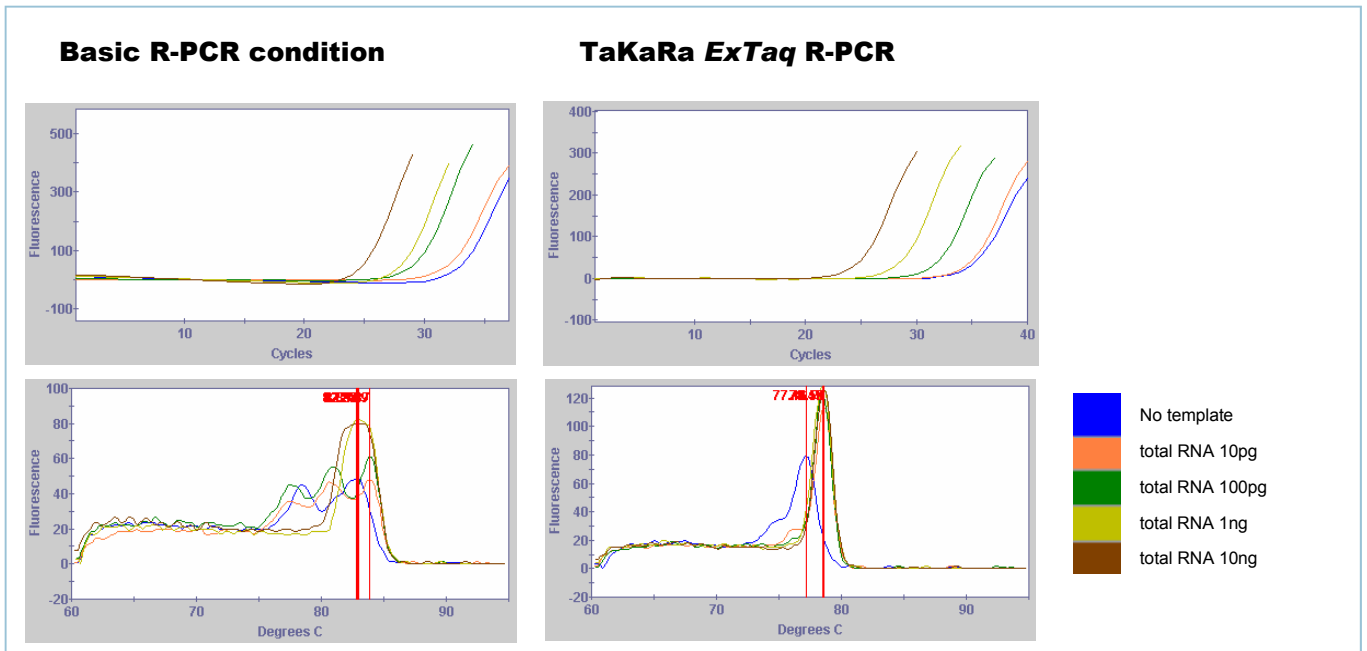 Basic R-PCR condition
TaKaRa ExTaq R-PCR
500
300
100
-100
Fluorescence
10
20
30
Cycles
400
300
200
100
0
-100
Fluorescence
10
20
30
40
Cycles
100
80
60
40
20
0
-20
Fluorescence
60
70
80
90
Degrees C
120
100
80
60
40
20
0
-20
Fluorescence
60
70
80
90
Degrees C
No template
total RNA 10pg
total RNA 100pg
total RNA 1ng
total RNA 10ng